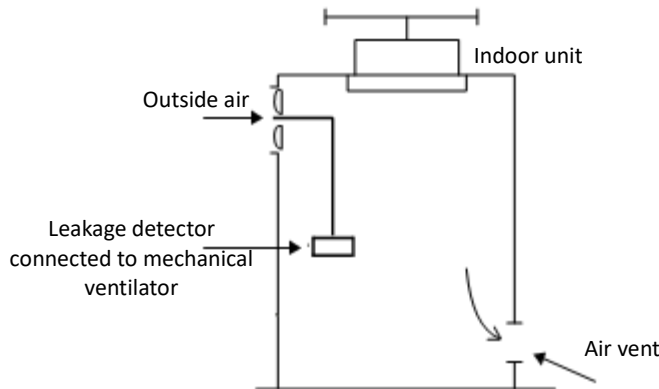 Indoor unit
Outside air
Leakage detector
connected to mechanical
ventilator
Air vent